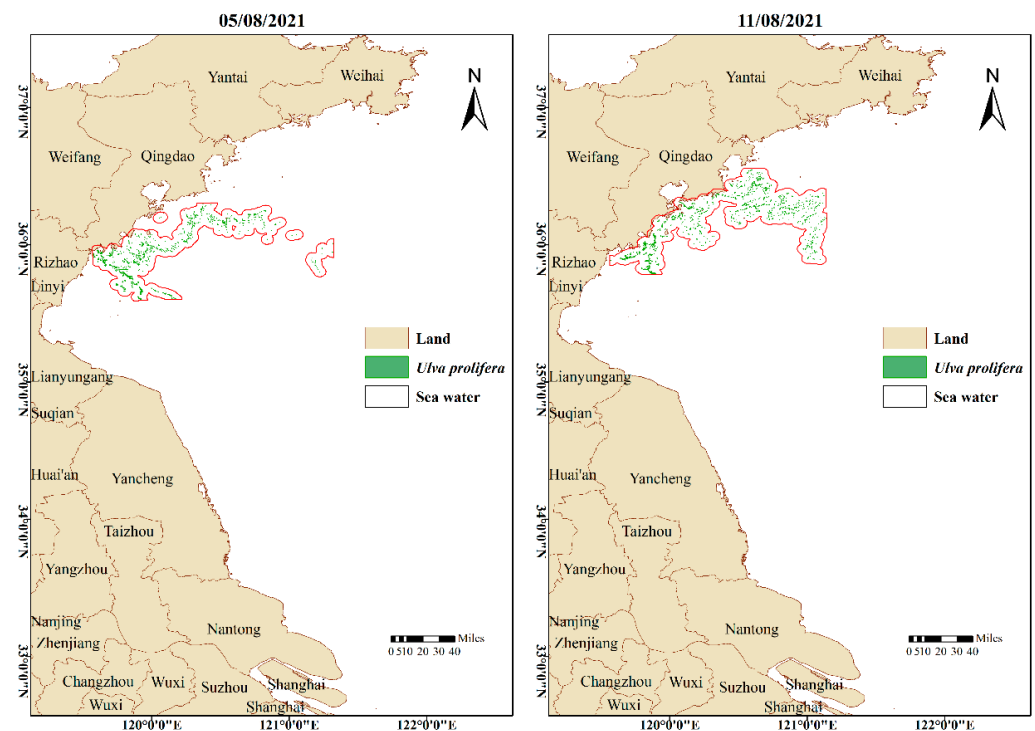 05/08/2021
N
37°0'0"N
36°0'0"N
35°0'0"N
34°0'0"N
33°0'0"N
Yantai
Weihai
Weifang
Qingdao
Rizhao
Linyi
Land
Ulva prolifera
Sea water
Lianyungang
Suqian
Huai'an
Yancheng
Taizhou
Yangzhou
Nanjing
Zhenjiang
Nantong
Miles
0 5 10 20 30 40
Changzhou
Wuxi
Suzhou
Shanghai
Wuxi
Shanghai
120°0'0"E
121°0'0"E
122°0'0"E
11/08/2021
N
37°0'0"N
36°0'0"N
35°0'0"N
34°0'0"N
33°0'0"N
Yantai
Weihai
Weifang
Qingdao
Rizhao
Linyi
Land
Ulva prolifera
Sea water
Lianyungang
Suqian
Huai'an
Yancheng
Taizhou
Yangzhou
Nanjing
Zhenjiang
Nantong
Miles
0 5 10 20 30 40
Changzhou
Wuxi
Suzhou
Shanghai
Wuxi
Shanghai
120°0'0"E
121°0'0"E
122°0'0"E